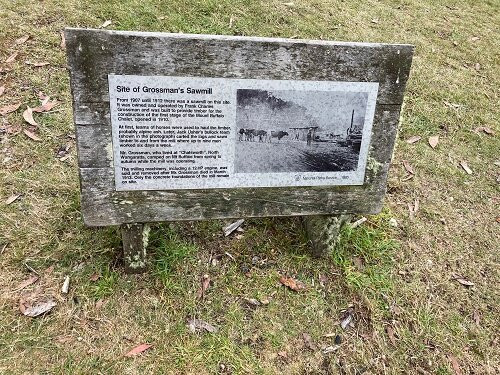 Site of Grossman's Sawmill
From 1907 until 1912 there was a sawmill on this site.
It was owned and operated by Frank Charles
Grossman and was built to provide timber for the
construction of the first stage of the Mount Buffalo
Chalet, opened in 1910.
At first, teams of horses were used to haul the timber,
probably alpine ash. Later, Jack Usher's bullock team
(shown in the photograph) carted the logs and sawn
timber to and from the mill where up to nine men
worked six days a week.
Mr. Grossman, who lived at "Chatsworth", North
Wangaratta, camped on Mt Buffalo from spring to
autumn while the mill was operating.
The milling machinery, including a HP engine, was
sold and removed after Mr. Grossman died in March,
1913. Only the concrete foundations of the mill remain
on site.
National Parks Service